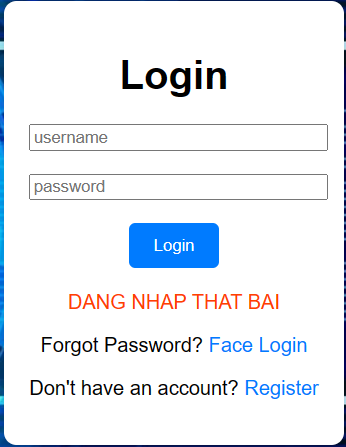 Login
username
password
Login
DANG NHAP THAT BAI
Forgot Password? Face Login
Don't have an account? Register